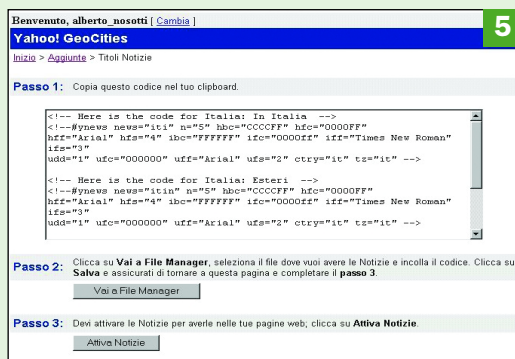 Benvenuto, alberto_nosotti [ Cambia ]
5
Yahoo! GeoCities
Inizio > Aggiunte > Titoli Notizie
Passo 1: Copia questo codice nel tuo clipboard.
<!-- Here is the code for Italia: In Italia -->
<!--#ynews news="iti" n="5" hbc="CCCCFF" hfc="0000FF"
hff="Arial" hfs="4" ibc="FFFFFF" ifc="0000ff" iff="Times New Roman"
ifs="3"
udd="1" ufc="000000" uff="Arial" ufs="2" ctry="it" tz="it" -->
<!-- Here is the code for Italia: Esteri -->
<!--#ynews news="itin" n="5" hbc="CCCCFF" hfc="0000FF"
hff="Arial" hfs="4" ibc="FFFFFF" ifc="0000ff" iff="Times New Roman"
ifs="3"
udd="1" ufc="000000" uff="Arial" ufs="2" ctry="it" tz="it" -->
Passo 2: Clicca su Vai a File Manager, seleziona il file dove vuoi avere le Notizie e incolla il codice. Clicca su
Salva e assicurati di tornare a questa pagina e completare il passo 3.
Vai a File Manager
Passo 3: Devi attivare le Notizie per averle nelle tue pagine web; clicca su Attiva Notizie.
Attiva Notizie